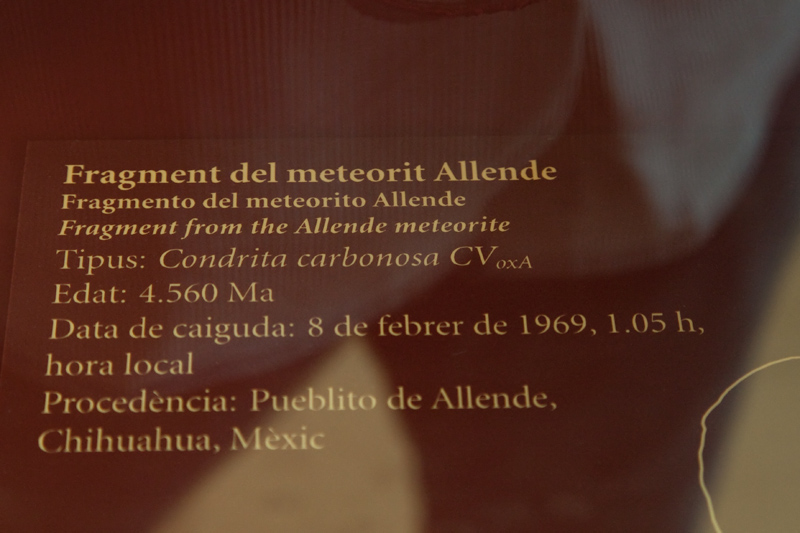 Fragment del meteorit Allende
Fragmento del meteorito Allende
Fragment from the Allende meteorite
Tipus: Condrita carbonosa CVoxA
Edat: 4.560 Ma
Data de caiguda: 8 de febrer de 1969, 1.05 h,
hora local
Procedència: Pueblito de Allende,
Chihuahua, Mèxic